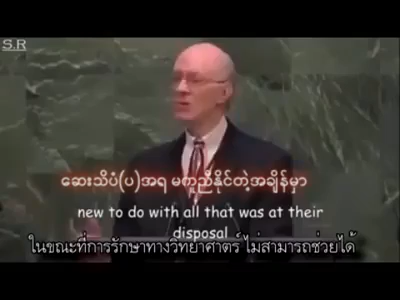 S.R
ဆေးသိပံ(ပ)အရ မကူညီနိုင်တဲ့အချိန်မှာ
new to do with all that was at their
disposal
ในขณะที่การรักษาทางวิทยาศาตร์ ไม่สามารถช่วยได้